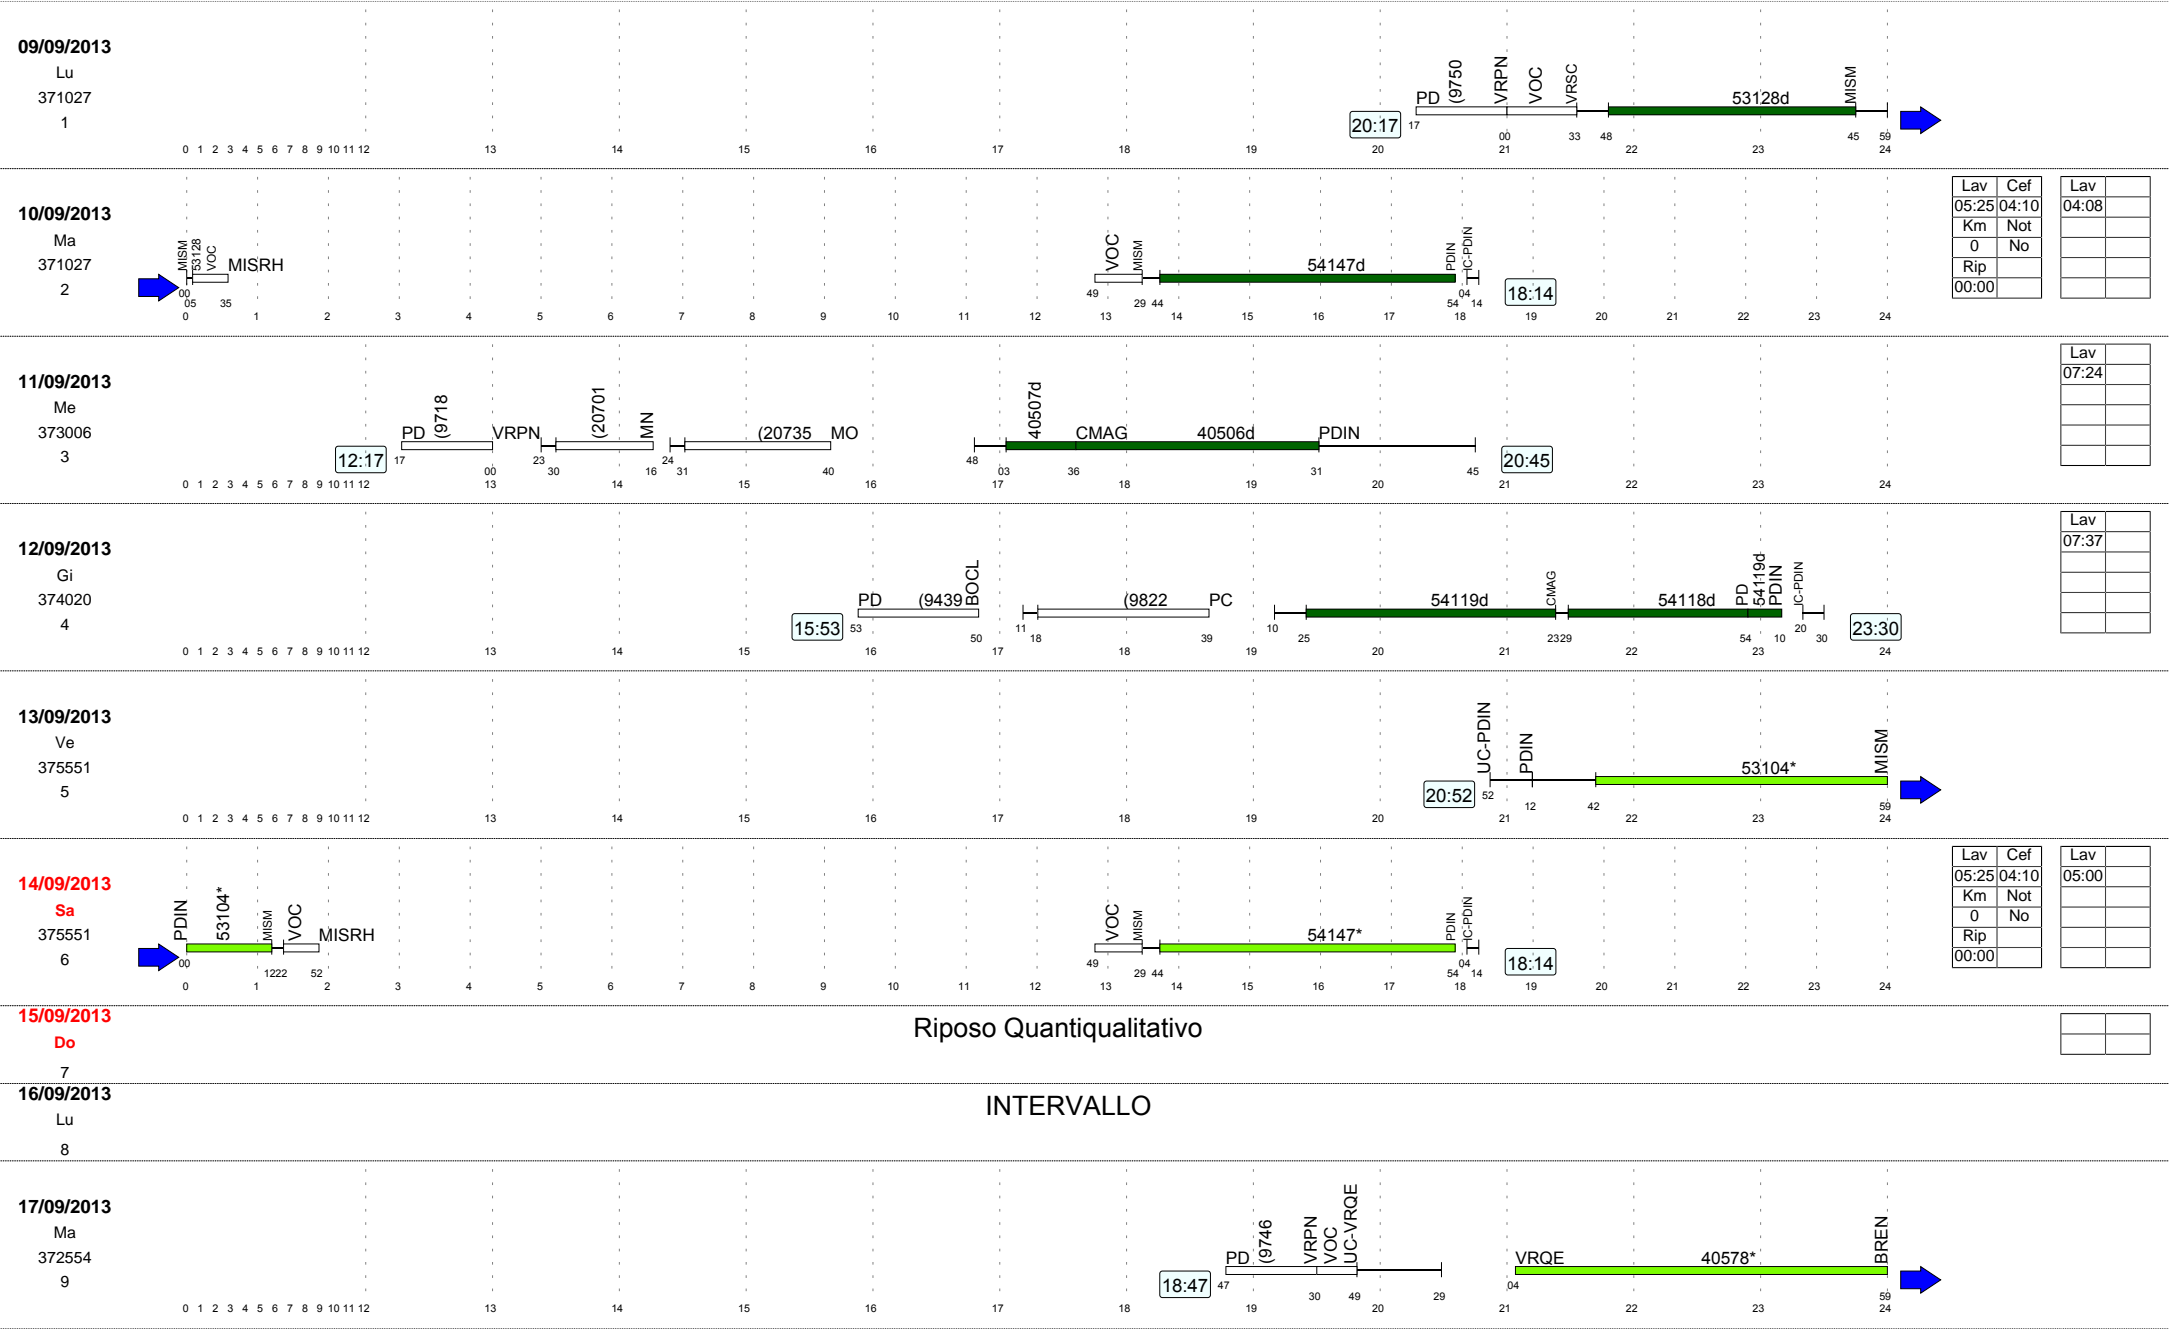 09/09/2013
Lu
371027
1
PD (9750 VRPN VOC VRSC 53128d MISM
20:17 17 00 33 48 45 59
0 1 2 3 4 5 6 7 8 9 10 11 12 13 14 15 16 17 18 19 20 21 22 23 24
10/09/2013
Ma
371027
2
MISM 53128 VOC MISRH VOC MISM 54147d PDIN IC-PDIN
00 05 35 49 29 44 54 04 14 18:14
0 1 2 3 4 5 6 7 8 9 10 11 12 13 14 15 16 17 18 19 20 21 22 23 24
Lav Cef
05:25 04:10
Km Not
0 No
Rip
00:00
Lav
04:08
11/09/2013
Me
373006
3
PD (9718 VRPN (20701 MN (20735 MO 40507d CMAG 40506d PDIN
12:17 17 00 23 30 16 24 31 40 48 03 36 31 45 20:45
0 1 2 3 4 5 6 7 8 9 10 11 12 13 14 15 16 17 18 19 20 21 22 23 24
Lav
07:24
12/09/2013
Gi
374020
4
PD (9439 BOCL (9822 PC 54119d CMAG 54118d PD 54119d PDIN IC-PDIN
15:53 53 50 11 18 39 10 25 23 29 54 10 20 30 23:30
0 1 2 3 4 5 6 7 8 9 10 11 12 13 14 15 16 17 18 19 20 21 22 23 24
Lav
07:37
13/09/2013
Ve
375551
5
UC-PDIN PDIN 53104* MISM
20:52 52 12 42 59
0 1 2 3 4 5 6 7 8 9 10 11 12 13 14 15 16 17 18 19 20 21 22 23 24
14/09/2013
Sa
375551
6
PDIN 53104* MISM VOC MISRH VOC MISM 54147* PDIN IC-PDIN
00 12 22 52 49 29 44 54 04 14 18:14
0 1 2 3 4 5 6 7 8 9 10 11 12 13 14 15 16 17 18 19 20 21 22 23 24
Lav Cef
05:25 04:10
Km Not
0 No
Rip
00:00
Lav
05:00
15/09/2013
Do
7
Riposo Quantiqualitativo
16/09/2013
Lu
8
INTERVALLO
17/09/2013
Ma
372554
9
PD (9746 VRPN VOC UC-VRQE VRQE 40578* BREN
18:47 47 30 49 29 04 59
0 1 2 3 4 5 6 7 8 9 10 11 12 13 14 15 16 17 18 19 20 21 22 23 24